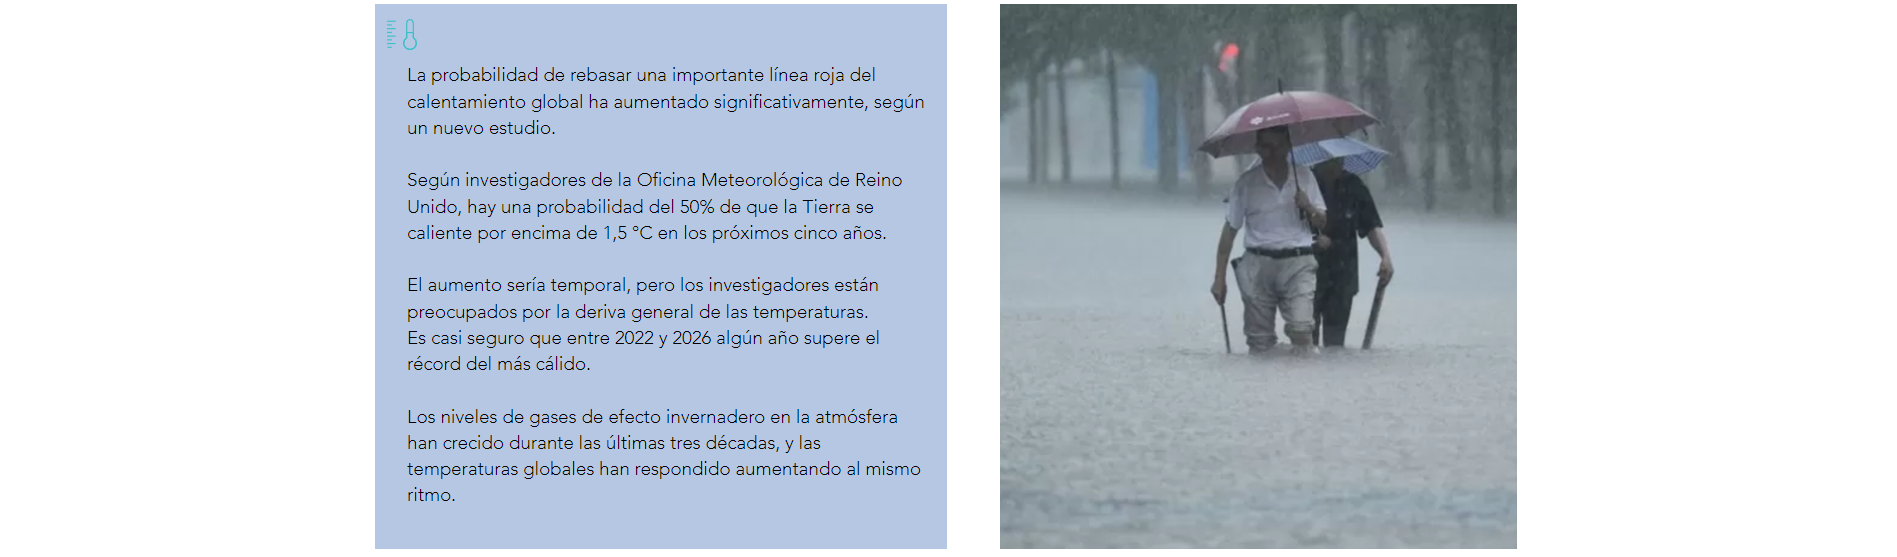 La probabilidad de rebasar una importante línea roja del
calentamiento global ha aumentado significativamente, según
un nuevo estudio.
Según investigadores de la Oficina Meteorológica de Reino
Unido, hay una probabilidad del 50% de que la Tierra se
caliente por encima de 1,5 °C en los próximos cinco años.
El aumento sería temporal, pero los investigadores están
preocupados por la deriva general de las temperaturas.
Es casi seguro que entre 2022 y 2026 algún año supere el
récord del más cálido.
Los niveles de gases de efecto invernadero en la atmósfera
han crecido durante las últimas tres décadas, y las
temperaturas globales han respondido aumentando al mismo
ritmo.